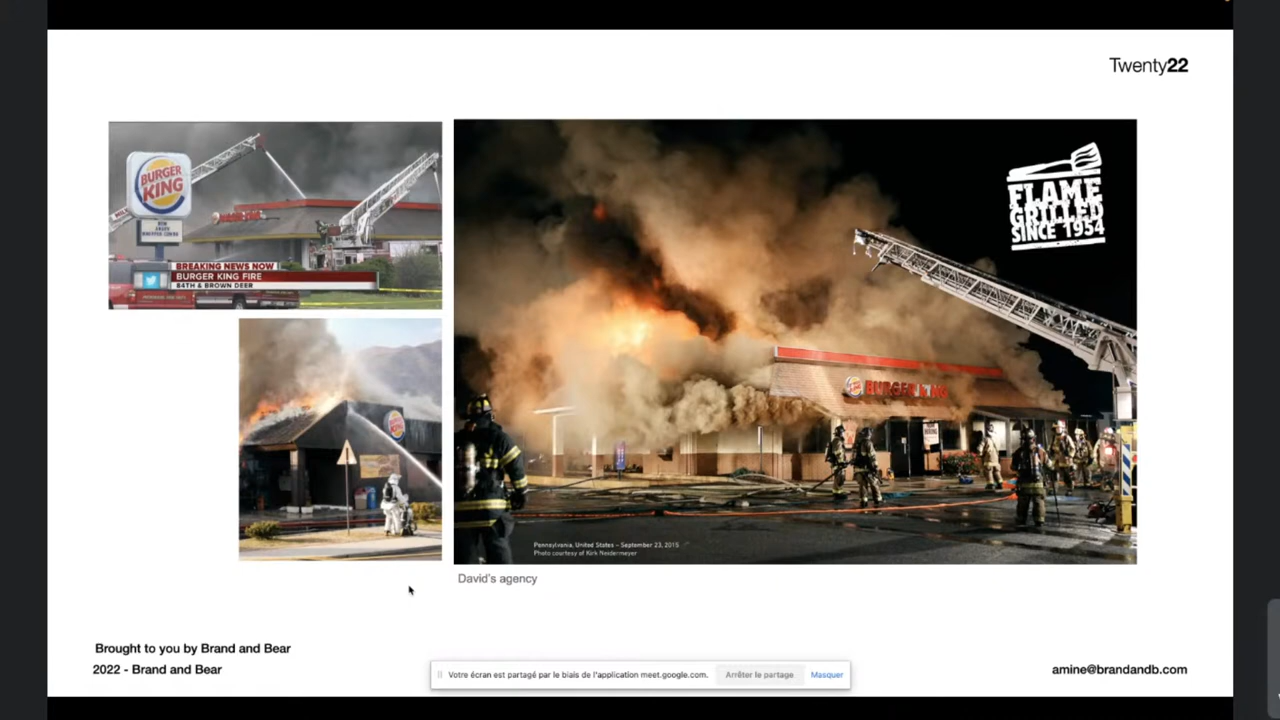 Twenty22
BURGER
KING
BREAKING NEWS NOW
BURGER KING FIRE
64TH & BROWN DEER
FLAME
GRILLED
SINCE 1954
BURGER KING
Pennsylvania, United States – September 23, 2015
Photo courtesy of Kirk Neidermeyer
David's agency
Brought to you by Brand and Bear
2022 - Brand and Bear
Votre écran est partagé par le biais de l'application meet.google.com.
Arrêter le partage
Masquer
amine@brandandb.com